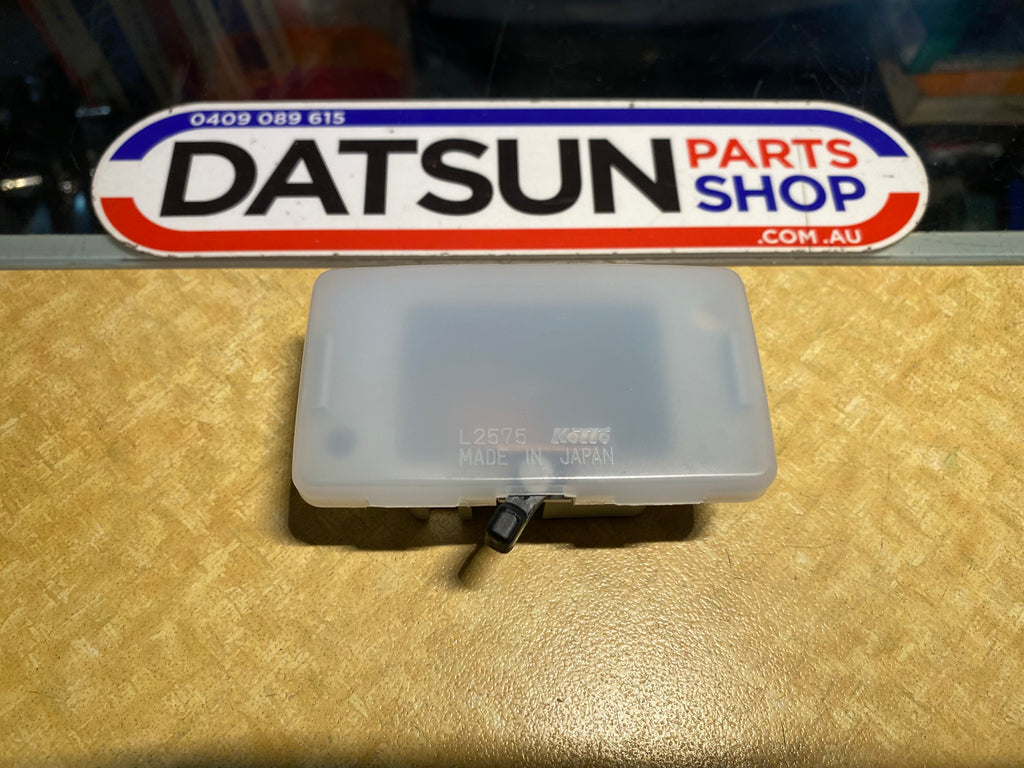 0409 089 615
DATSUN PARTS SHOP
.COM.AU
L2575 Koito
MADE IN JAPAN